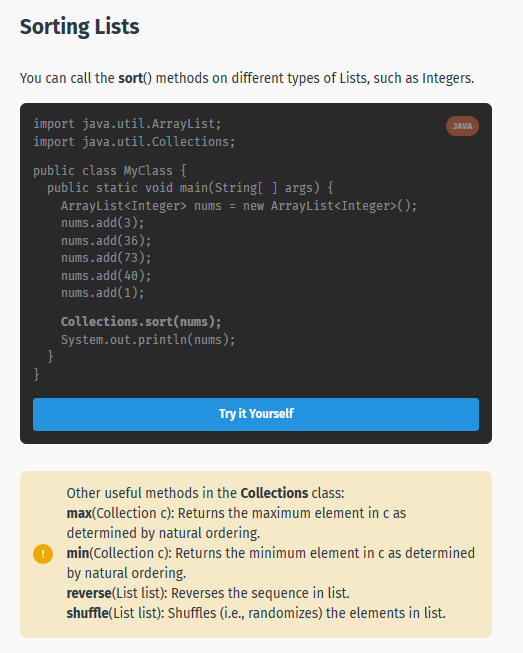 Sorting Lists
You can call the sort() methods on different types of Lists, such as Integers.
JAVA
import java.util.ArrayList;
import java.util.Collections;
public class MyClass {
  public static void main(String[ ] args) {
    ArrayList<Integer> nums = new ArrayList<Integer>();
    nums.add(3);
    nums.add(36);
    nums.add(73);
    nums.add(40);
    nums.add(1);
    Collections.sort(nums);
    System.out.println(nums);
  }
}
Try it Yourself
!
Other useful methods in the Collections class:
max(Collection c): Returns the maximum element in c as
determined by natural ordering.
min(Collection c): Returns the minimum element in c as determined
by natural ordering.
reverse(List list): Reverses the sequence in list.
shuffle(List list): Shuffles (i.e., randomizes) the elements in list.